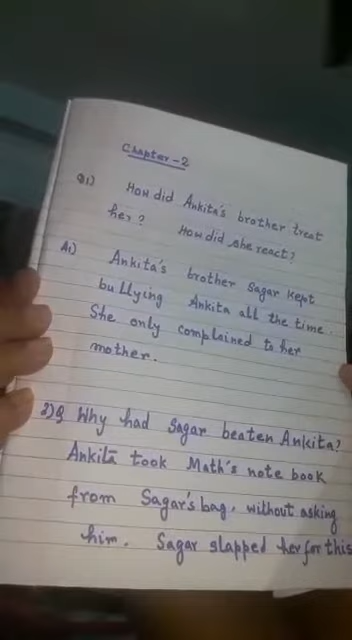 Chapter-2
Q1) How did Ankita's brother treat
her? How did she react?
A1) Ankita's brother Sagar kept
bullying Ankita all the time.
She only complained to her
mother.
2)Q Why had Sagar beaten Ankita?
Ankita took Math's note book
from Sagar's bag, without asking
him. Sagar slapped her for this